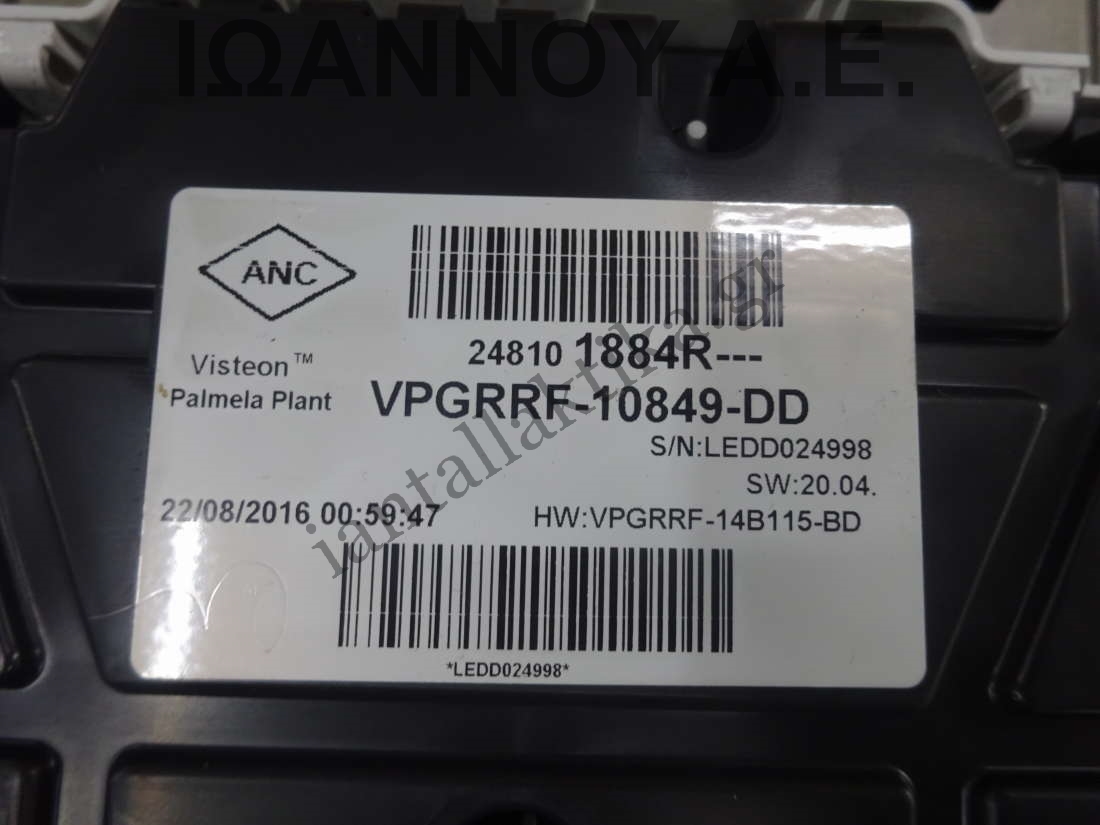 ΙΩΑΝΝΟΥ Α.Ε.
ANC
24810 1884R---
Visteon™
Palmela Plant
VPGRRF-10849-DD
S/N:LEDD024998
SW:20.04.
22/08/2016 00:59:47
HW:VPGRRF-14B115-BD
*LEDD024998*
iantallaktika.gr